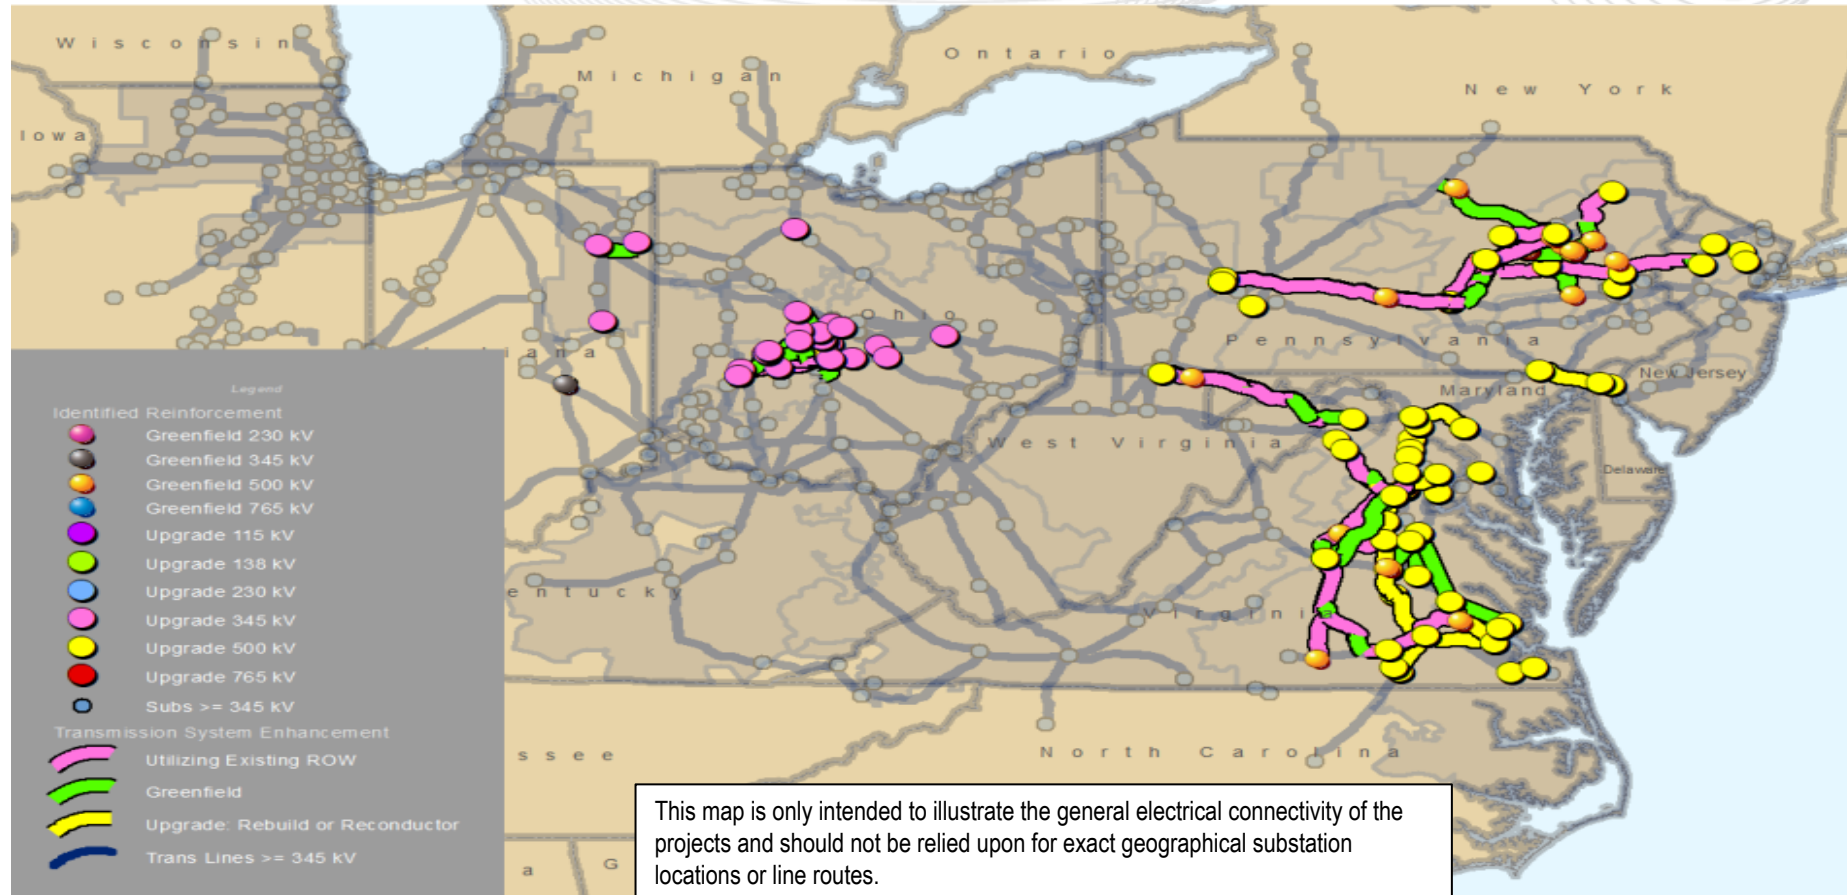 Wisconsin
Michigan
Ontario
New York
Iowa
Ohio
Pennsylvania
New Jersey
Maryland
West Virginia
Delaware
Virginia
North Carolina
iana
entucky
ssee
a
G
Legend
Identified Reinforcement
Greenfield 230 kV
Greenfield 345 kV
Greenfield 500 kV
Greenfield 765 kV
Upgrade 115 kV
Upgrade 138 kV
Upgrade 230 kV
Upgrade 345 kV
Upgrade 500 kV
Upgrade 765 kV
Subs >= 345 kV
Transmission System Enhancement
Utilizing Existing ROW
Greenfield
Upgrade: Rebuild or Reconductor
Trans Lines >= 345 kV
This map is only intended to illustrate the general electrical connectivity of the
projects and should not be relied upon for exact geographical substation
locations or line routes.